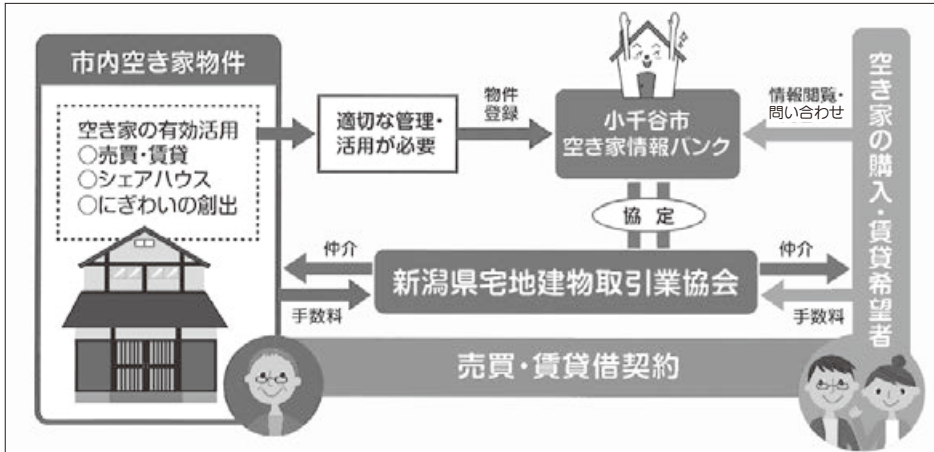 市内空き家物件
空き家の有効活用
○売買・賃貸
○シェアハウス
○にぎわいの創出
適切な管理・
活用が必要
物件
登録
小千谷市
空き家情報バンク
情報閲覧・
問い合わせ
協定
仲介
手数料
新潟県宅地建物取引業協会
仲介
手数料
空き家の購入・賃貸希望者
売買・賃貸借契約